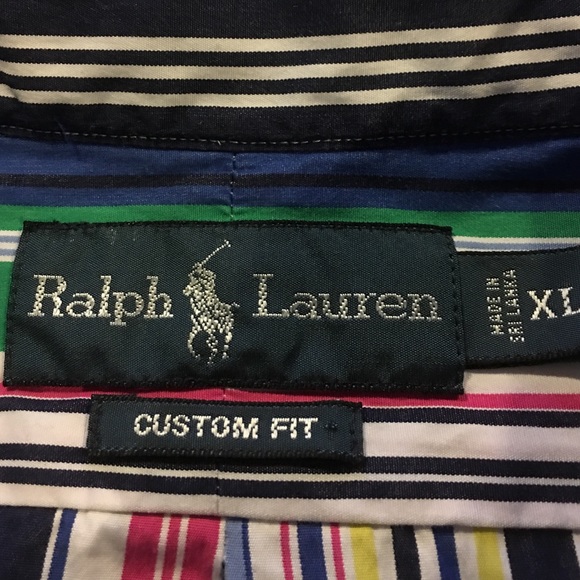 Ralph Lauren
MADE IN
SRI LANKA
XL
CUSTOM FIT